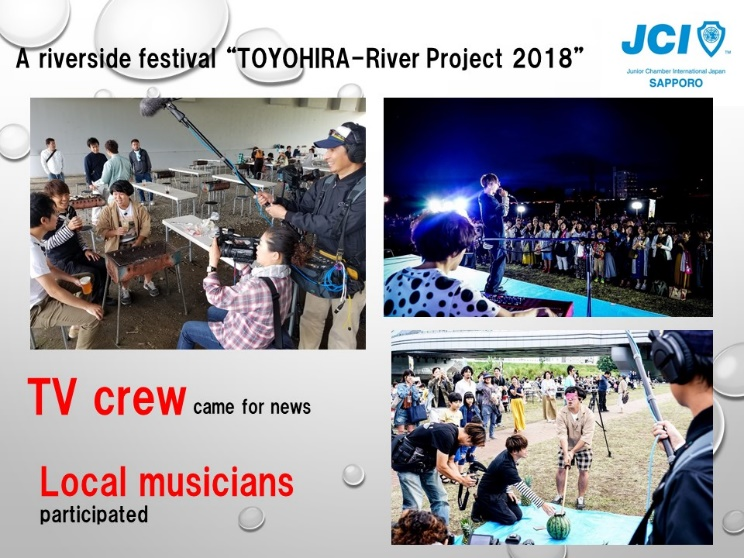 A riverside festival “TOYOHIRA-River Project 2018”
JCI
TM
Junior Chamber International Japan
SAPPORO
TV crew came for news
Local musicians
participated